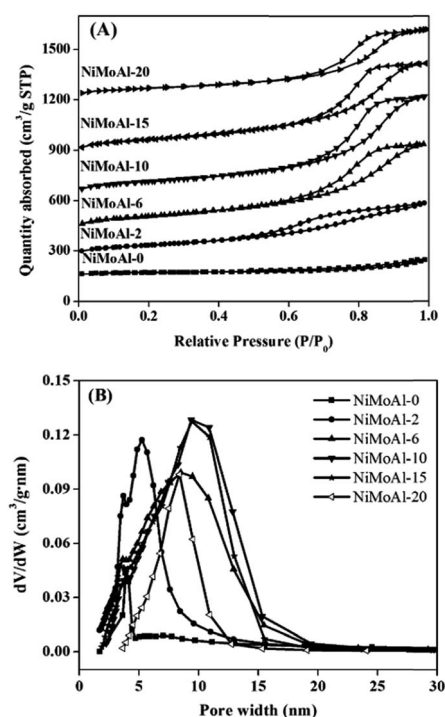 (A)
Quantity absorbed (cm³/g STP)
1500
1200
900
600
300
0
NiMoAl-20
NiMoAl-15
NiMoAl-10
NiMoAl-6
NiMoAl-2
NiMoAl-0
0.0 0.2 0.4 0.6 0.8 1.0
Relative Pressure (P/P₀)
(B)
dV/dW (cm³/g·nm)
0.15
0.12
0.09
0.06
0.03
0.00
NiMoAl-0
NiMoAl-2
NiMoAl-6
NiMoAl-10
NiMoAl-15
NiMoAl-20
0 5 10 15 20 25 30
Pore width (nm)